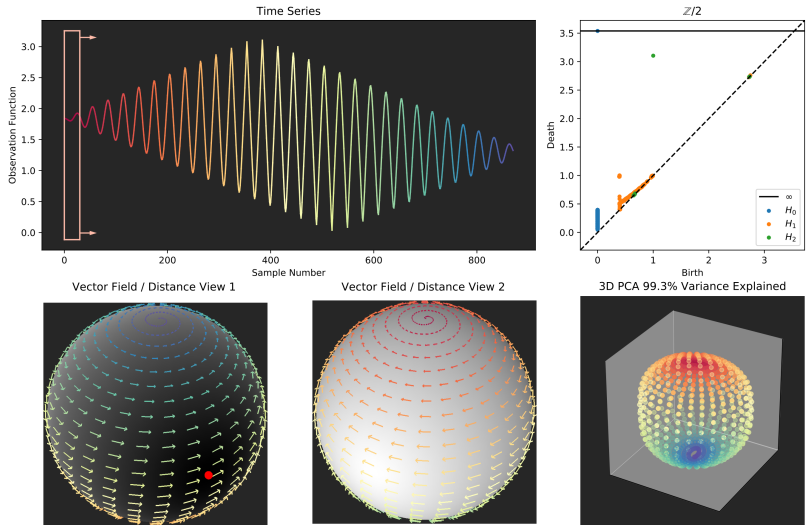 Time Series
Observation Function
0.0
0.5
1.0
1.5
2.0
2.5
3.0
0
200
400
600
800
Sample Number
ℤ/2
Death
0.0
0.5
1.0
1.5
2.0
2.5
3.0
3.5
0
1
2
3
Birth
∞
H₀
H₁
H₂
Vector Field / Distance View 1
Vector Field / Distance View 2
3D PCA 99.3% Variance Explained